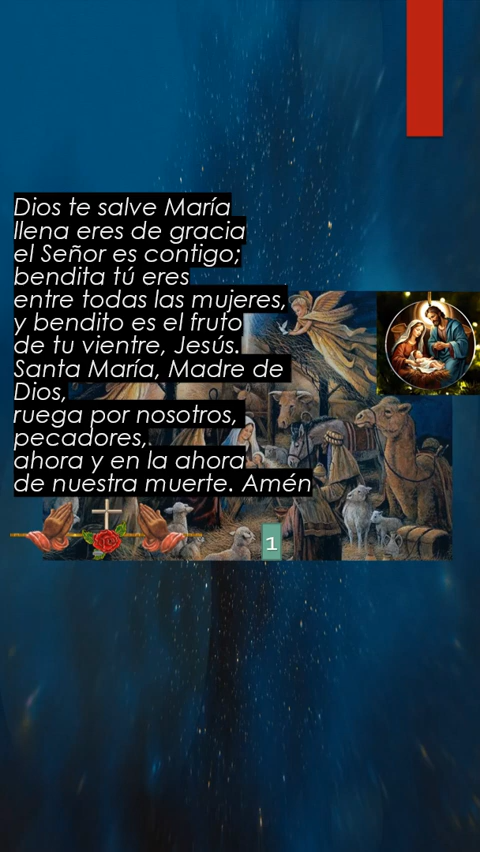 Dios te salve María
llena eres de gracia
el Señor es contigo;
bendita tú eres
entre todas las mujeres,
y bendito es el fruto
de tu vientre, Jesús.
Santa María, Madre de
Dios,
ruega por nosotros,
pecadores,
ahora y en la ahora
de nuestra muerte. Amén
1